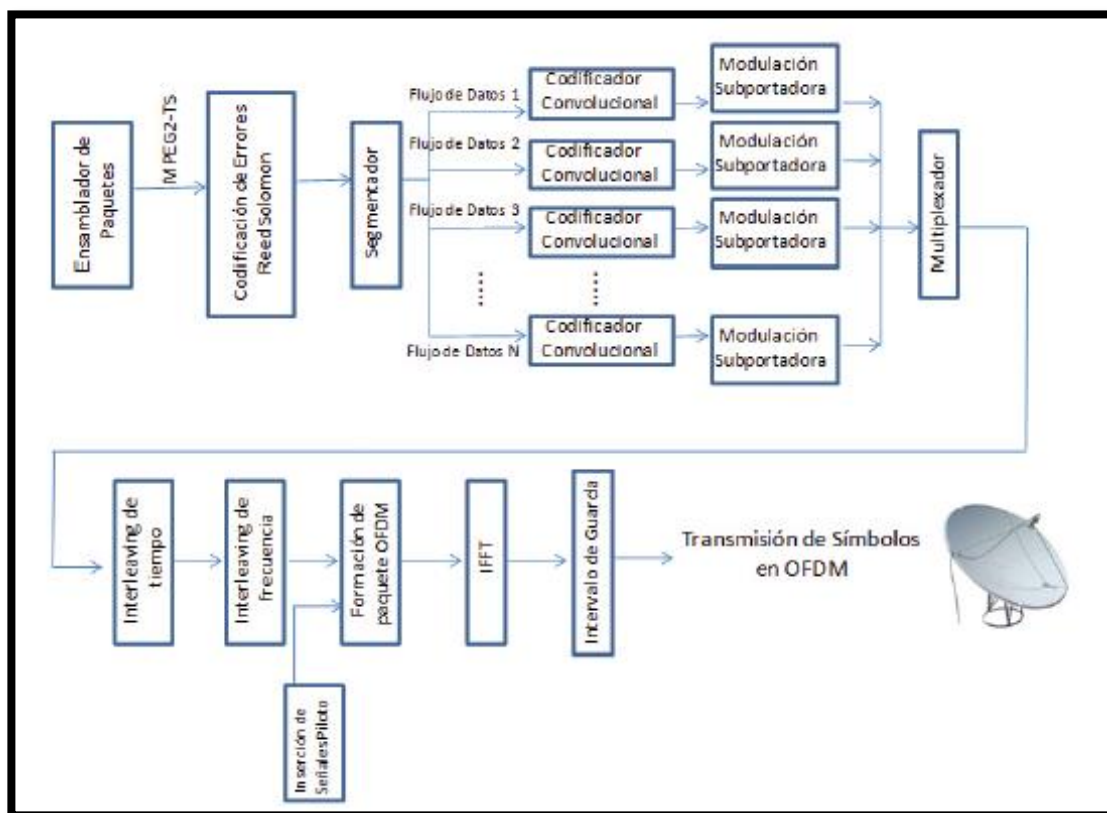 Ensamblador de
Paquetes
MPEG2-TS
Codificación de Errores
Reed Solomon
Segmentador
Flujo de Datos 1
Codificador
Convolucional
Modulación
Subportadora
Flujo de Datos 2
Codificador
Convolucional
Modulación
Subportadora
Flujo de Datos 3
Codificador
Convolucional
Modulación
Subportadora
......
......
Flujo de Datos N
Codificador
Convolucional
Modulación
Subportadora
Multiplexador
Interleaving de
tiempo
Interleaving de
frecuencia
Formación de
paquete OFDM
Inserción de
Señales Piloto
IFFT
Intervalo de Guarda
Transmisión de Símbolos
en OFDM